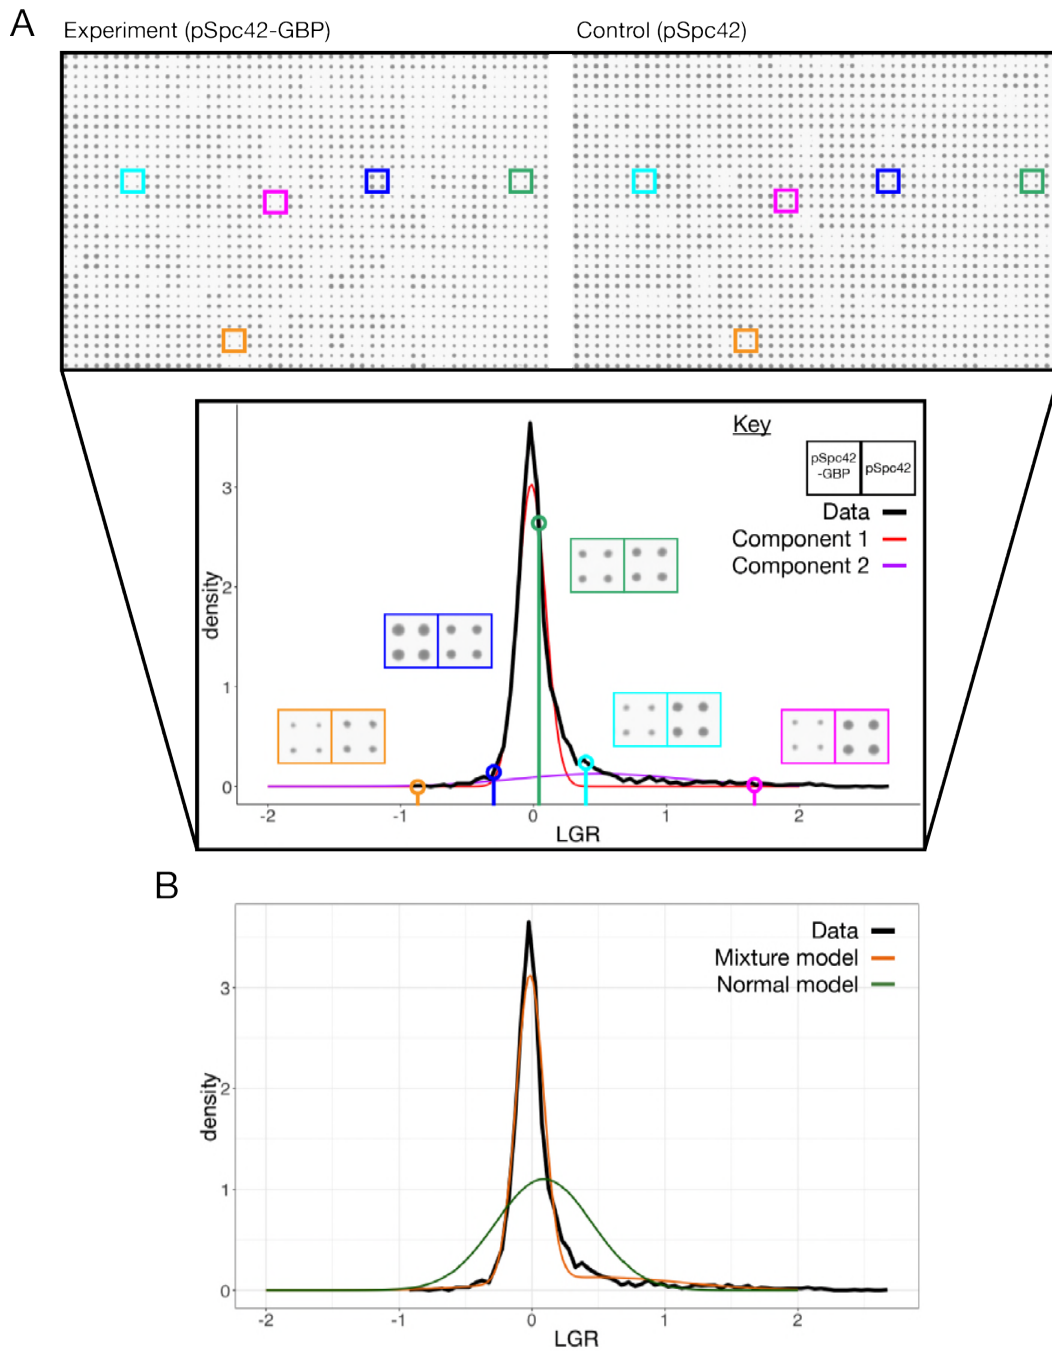 A
Experiment (pSpc42-GBP)
Control (pSpc42)
Key
pSpc42
-GBP
pSpc42
Data
Component 1
Component 2
density
3
2
1
0
-2
-1
0
1
2
LGR
B
Data
Mixture model
Normal model
density
3
2
1
0
-2
-1
0
1
2
LGR